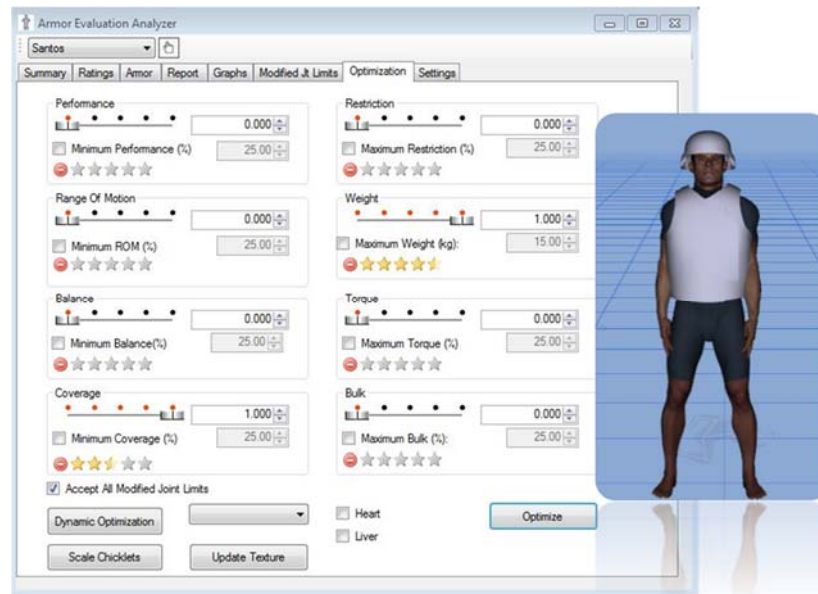 Armor Evaluation Analyzer
Santos
Summary Ratings Armor Report Graphs Modified Jt Limits Optimization Settings
Performance
0.000
Minimum Performance (%) 25.00
Range Of Motion
0.000
Minimum ROM (%) 25.00
Balance
0.000
Minimum Balance(%) 25.00
Coverage
1.000
Minimum Coverage (%) 25.00
Restriction
0.000
Maximum Restriction (%) 25.00
Weight
1.000
Maximum Weight (kg): 15.00
Torque
0.000
Maximum Torque (%) 25.00
Bulk
0.000
Maximum Bulk (%): 25.00
Accept All Modified Joint Limits
Dynamic Optimization
Scale Chicklets Update Texture
Heart
Liver
Optimize